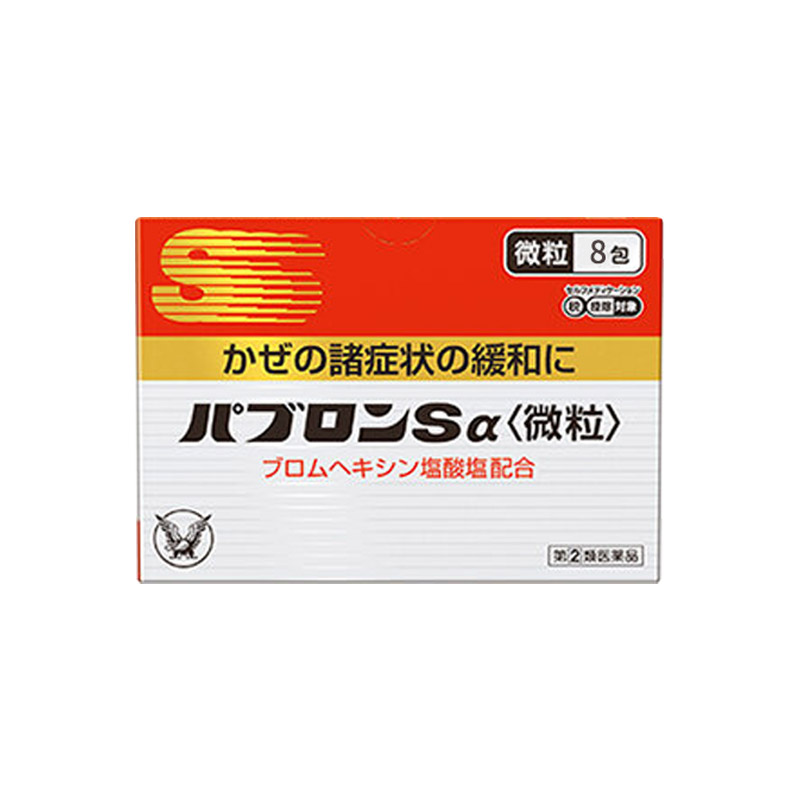 S
微粒 8包
セルフメディケーション
税 控除 対象
かぜの諸症状の緩和に
パブロンSα〈微粒〉
ブロムヘキシン塩酸塩配合
指②類医薬品